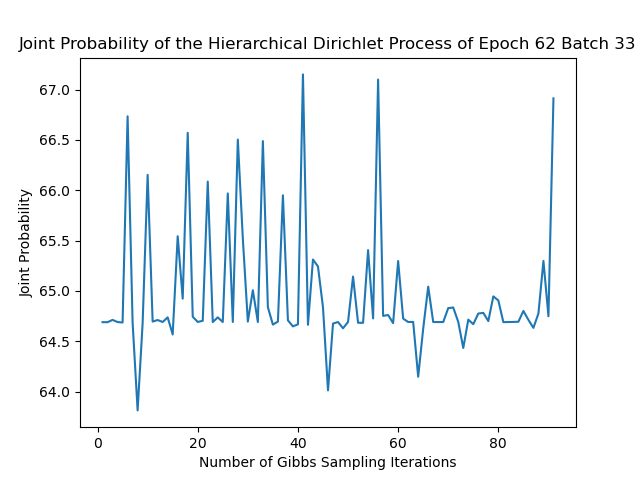 Joint Probability of the Hierarchical Dirichlet Process of Epoch 62 Batch 33
67.0
66.5
66.0
65.5
65.0
64.5
64.0
Joint Probability
0 20 40 60 80
Number of Gibbs Sampling Iterations